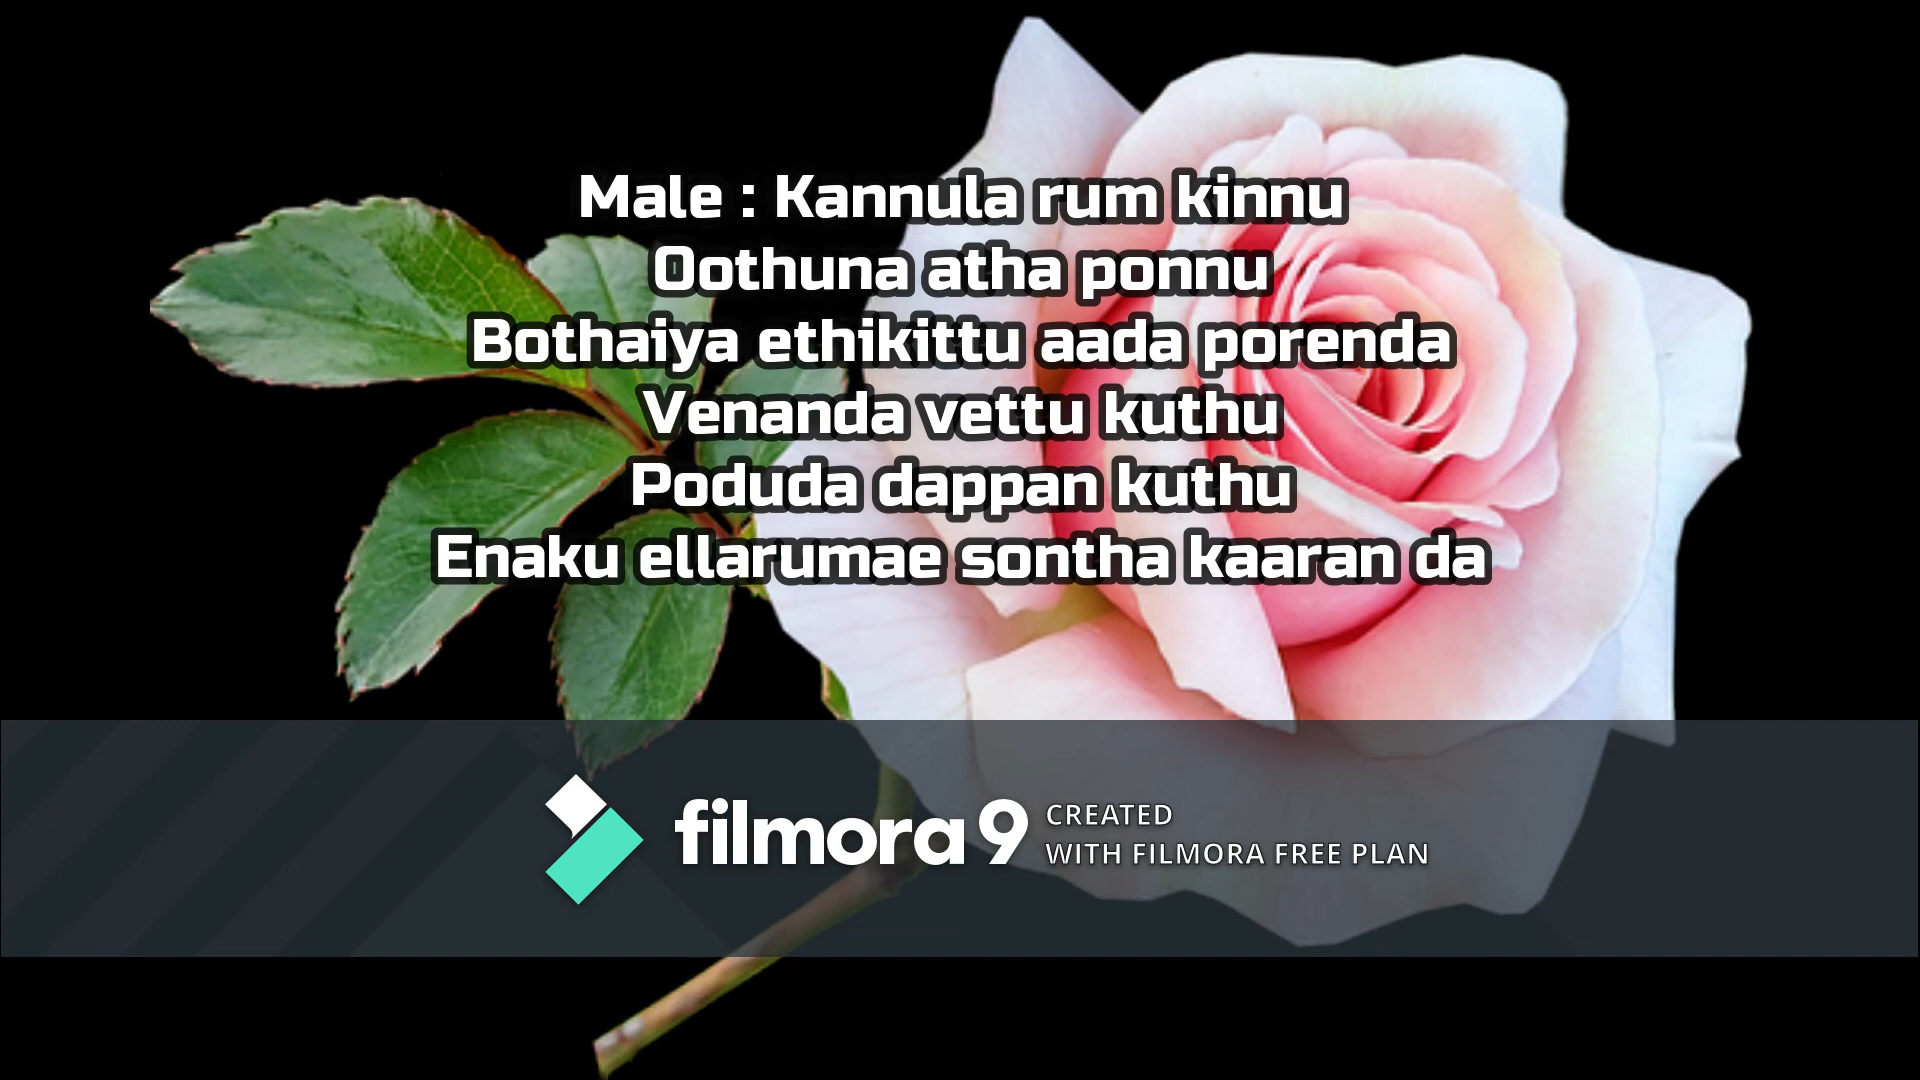 Male : Kannula rum kinnu
Oothuna atha ponnu
Bothaiya ethikittu aada porenda
Venanda vettu kuthu
Poduda dappan kuthu
Enaku ellarumae sontha kaaran da
filmora 9
CREATED
WITH FILMORA FREE PLAN